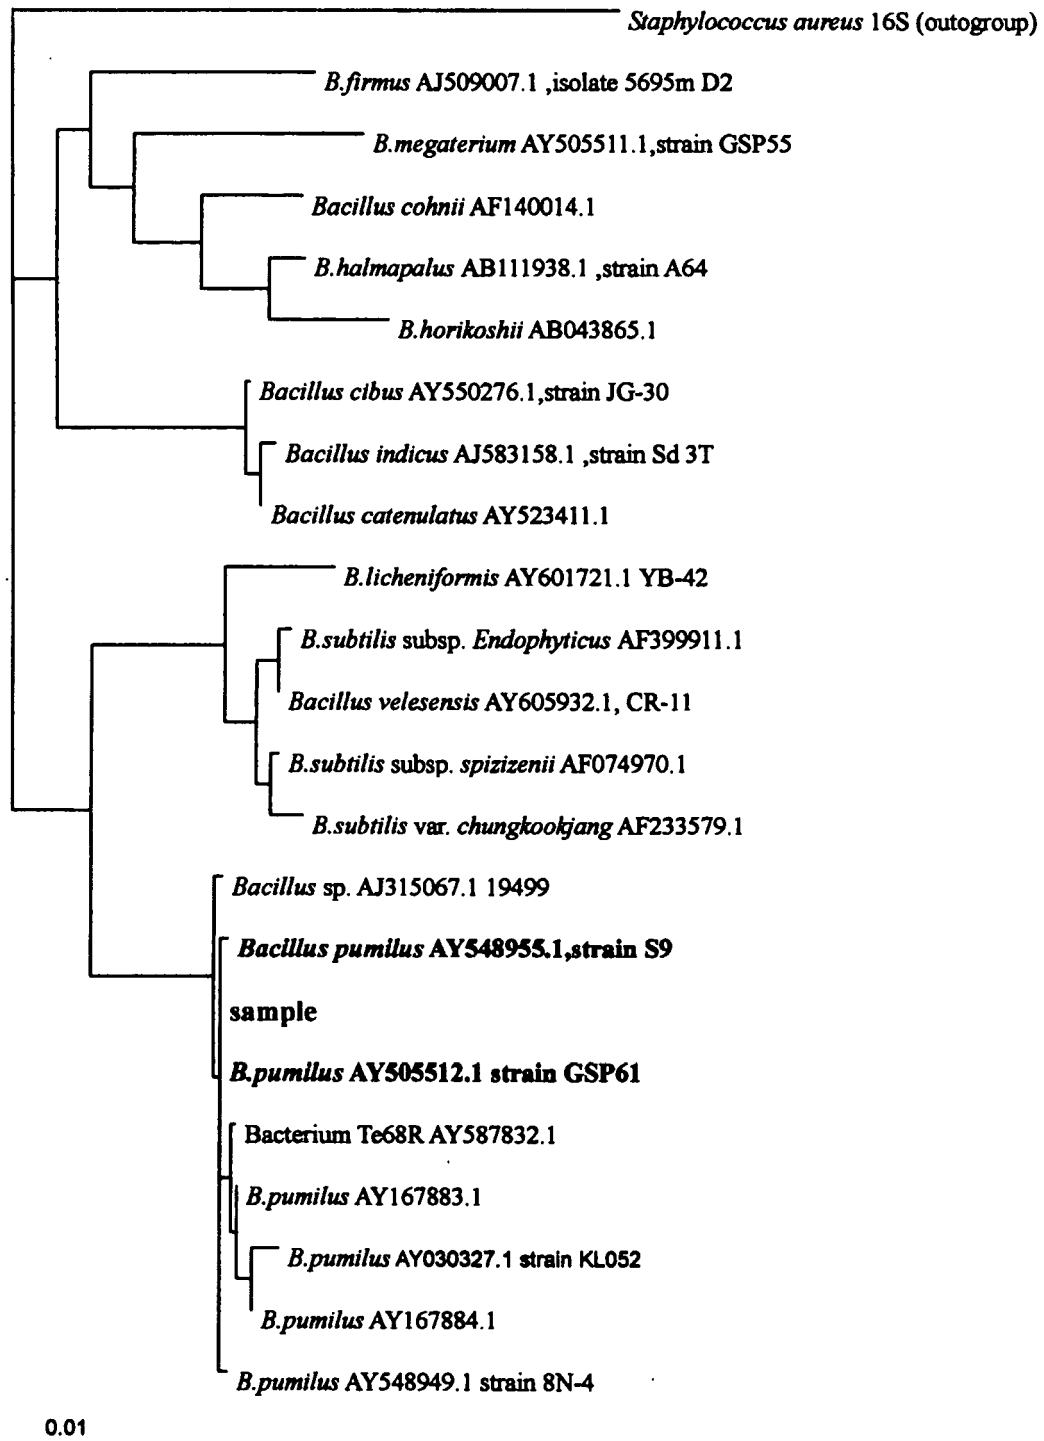 Staphylococcus aureus 16S (outogroup)
B.firmus AJ509007.1 ,isolate 5695m D2
B.megaterium AY505511.1,strain GSP55
Bacillus cohnii AF140014.1
B.halmapalus AB111938.1 ,strain A64
B.horikoshii AB043865.1
Bacillus cibus AY550276.1,strain JG-30
Bacillus indicus AJ583158.1 ,strain Sd 3T
Bacillus catenulatus AY523411.1
B.licheniformis AY601721.1 YB-42
B.subtilis subsp. Endophyticus AF399911.1
Bacillus velesensis AY605932.1, CR-11
B.subtilis subsp. spizizenii AF074970.1
B.subtilis var. chungkookjang AF233579.1
Bacillus sp. AJ315067.1 19499
Bacillus pumilus AY548955.1,strain S9
sample
B.pumilus AY505512.1 strain GSP61
Bacterium Te68R AY587832.1
B.pumilus AY167883.1
B.pumilus AY030327.1 strain KL052
B.pumilus AY167884.1
B.pumilus AY548949.1 strain 8N-4
0.01